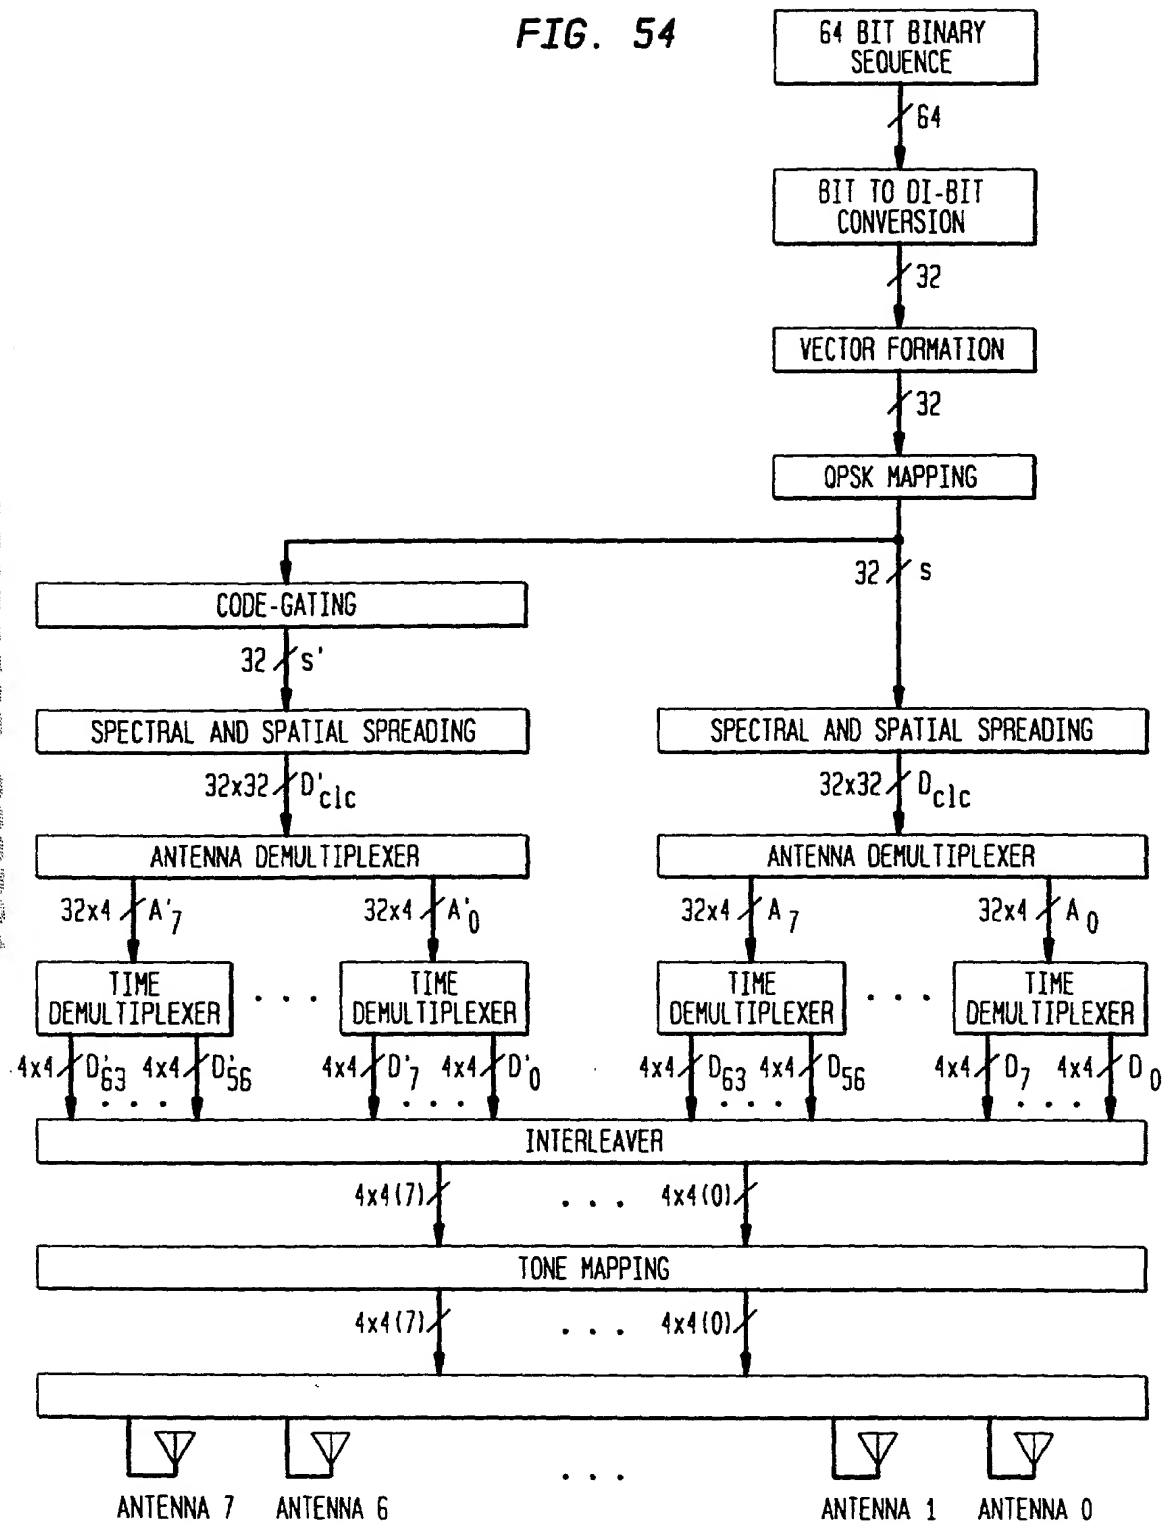 FIG. 54
64 BIT BINARY
SEQUENCE
64
BIT TO DI-BIT
CONVERSION
32
VECTOR FORMATION
32
QPSK MAPPING
32 s
CODE-GATING
32 s'
SPECTRAL AND SPATIAL SPREADING
SPECTRAL AND SPATIAL SPREADING
32x32 D'clc
32x32 Dclc
ANTENNA DEMULTIPLEXER
ANTENNA DEMULTIPLEXER
32x4 A'7
32x4 A'0
32x4 A7
32x4 A0
TIME
DEMULTIPLEXER
. . .
TIME
DEMULTIPLEXER
TIME
DEMULTIPLEXER
. . .
TIME
DEMULTIPLEXER
4x4 D'63
4x4 D'56
4x4 D'7
4x4 D'0
4x4 D63
4x4 D56
4x4 D7
4x4 D0
. . . .
. . . .
. . . .
. . .
INTERLEAVER
4x4(7) . . . 4x4(0)
TONE MAPPING
4x4(7) . . . 4x4(0)
. . .
ANTENNA 7
ANTENNA 6
ANTENNA 1
ANTENNA 0